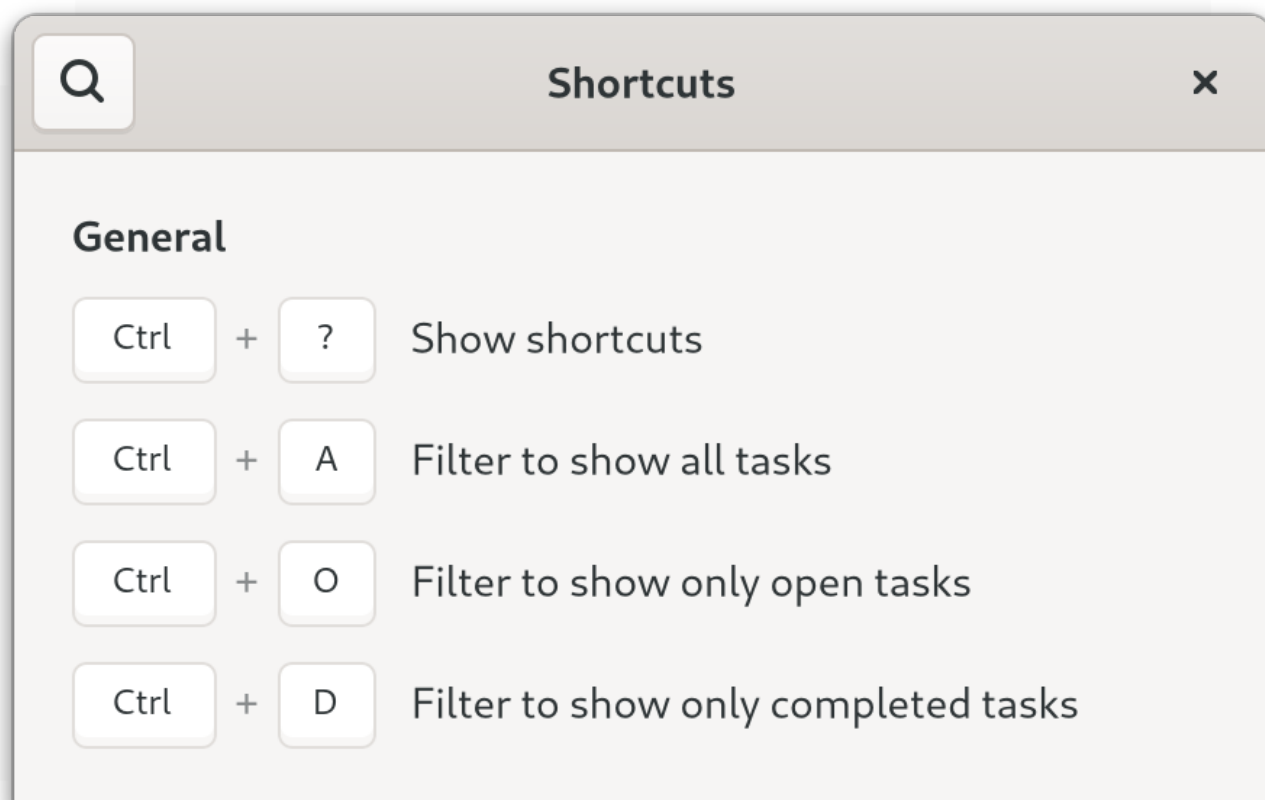 Shortcuts
General
Ctrl + ? Show shortcuts
Ctrl + A Filter to show all tasks
Ctrl + O Filter to show only open tasks
Ctrl + D Filter to show only completed tasks